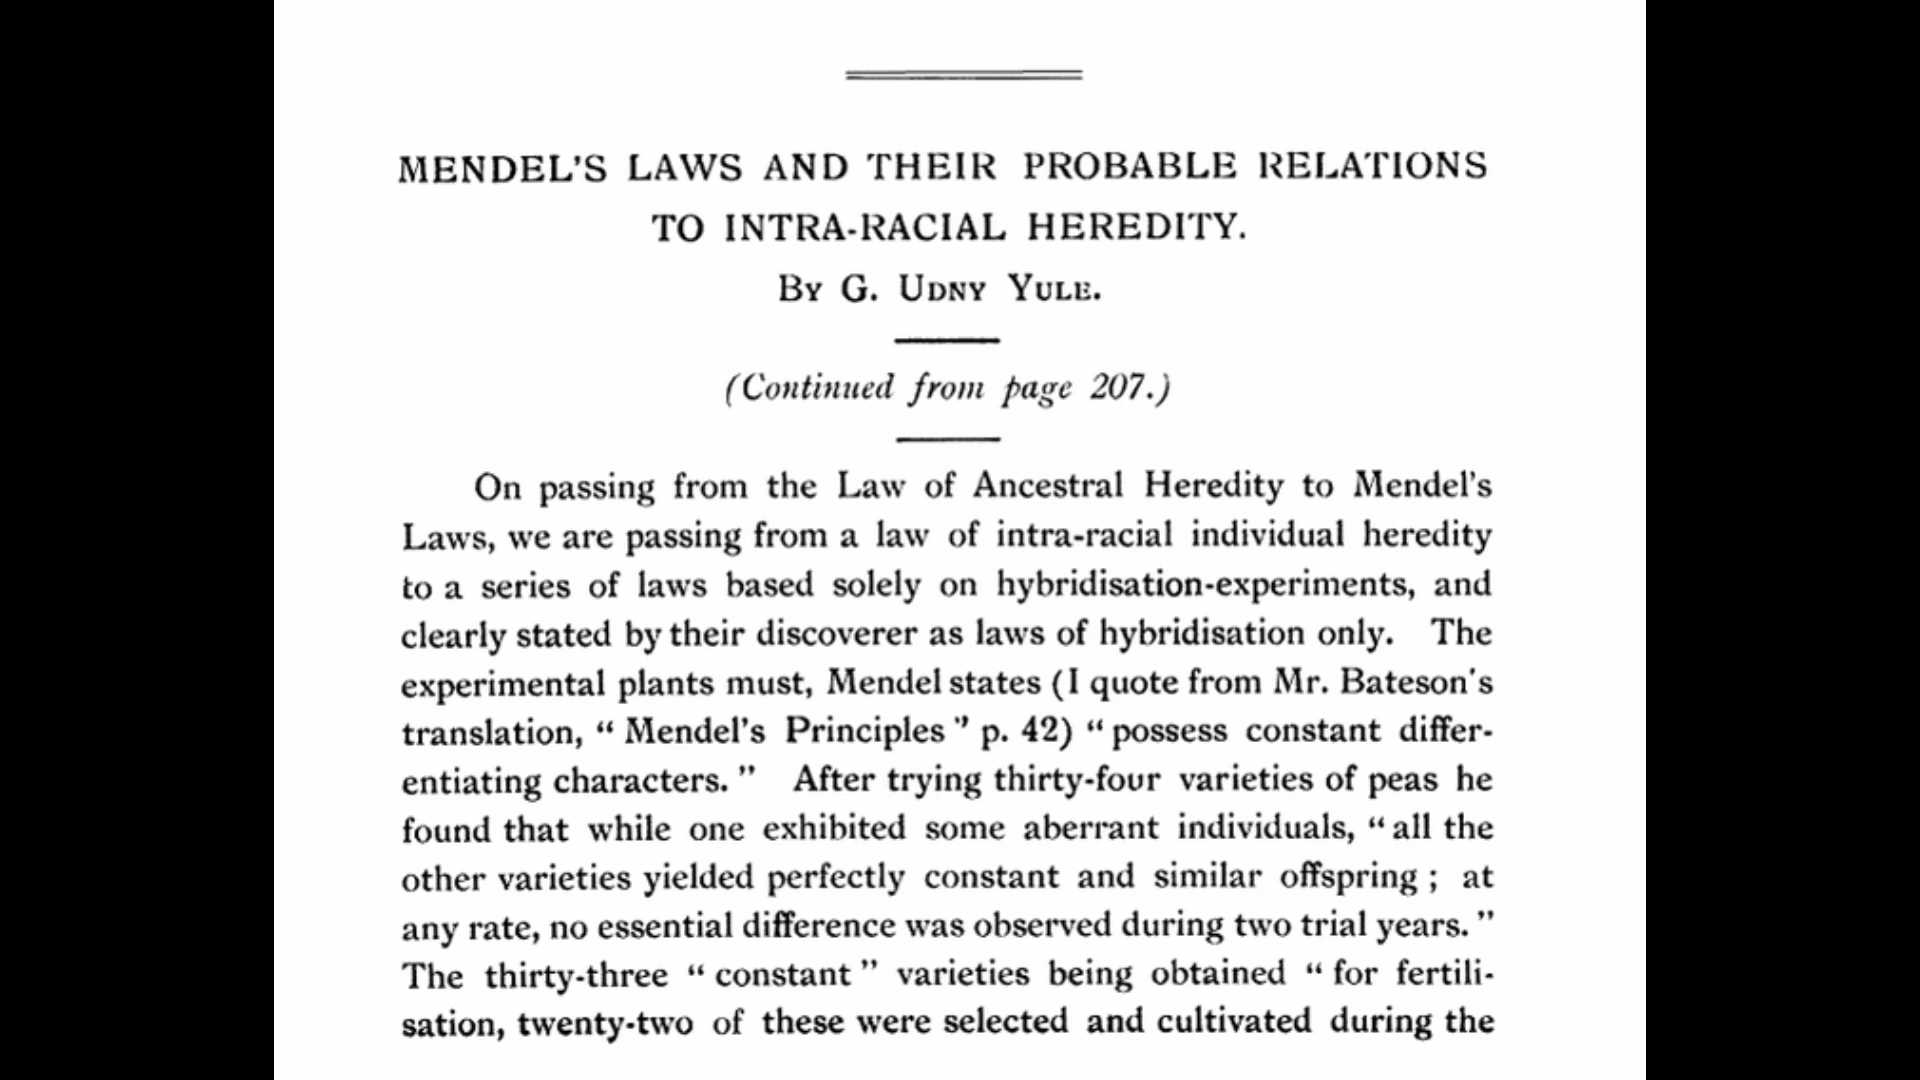 MENDEL'S LAWS AND THEIR PROBABLE RELATIONS
TO INTRA-RACIAL HEREDITY.
By G. Udny Yule.
(Continued from page 207.)
On passing from the Law of Ancestral Heredity to Mendel's
Laws, we are passing from a law of intra-racial individual heredity
to a series of laws based solely on hybridisation-experiments, and
clearly stated by their discoverer as laws of hybridisation only. The
experimental plants must, Mendel states (I quote from Mr. Bateson's
translation, “ Mendel's Principles ” p. 42) “ possess constant differ-
entiating characters. ” After trying thirty-four varieties of peas he
found that while one exhibited some aberrant individuals, “ all the
other varieties yielded perfectly constant and similar offspring ; at
any rate, no essential difference was observed during two trial years. ”
The thirty-three “ constant ” varieties being obtained “ for fertili-
sation, twenty-two of these were selected and cultivated during the